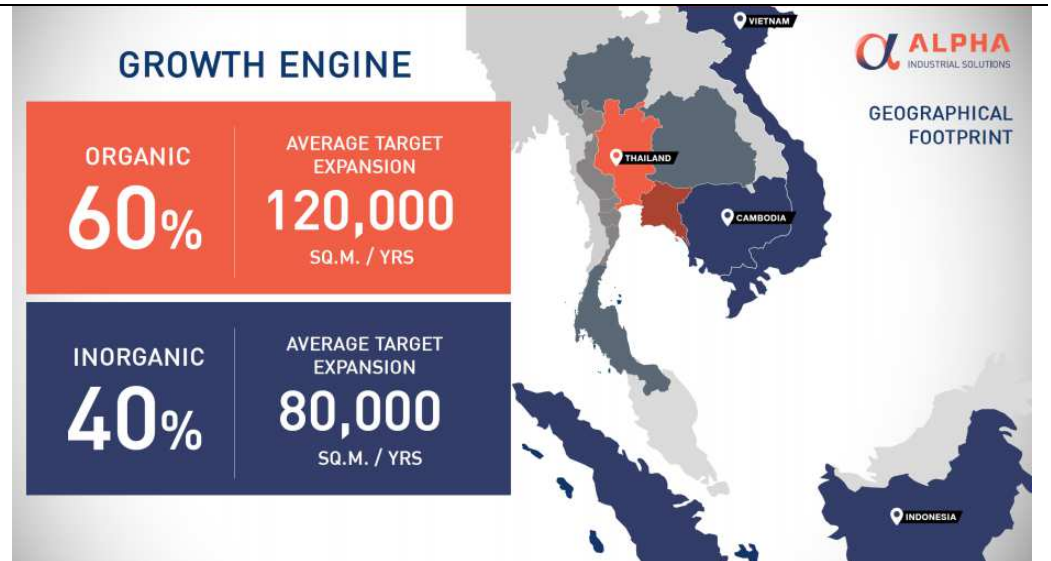 GROWTH ENGINE
ORGANIC
60%
AVERAGE TARGET
EXPANSION
120,000
SQ.M. / YRS
INORGANIC
40%
AVERAGE TARGET
EXPANSION
80,000
SQ.M. / YRS
VIETNAM
THAILAND
CAMBODIA
INDONESIA
ALPHA
INDUSTRIAL SOLUTIONS
GEOGRAPHICAL
FOOTPRINT